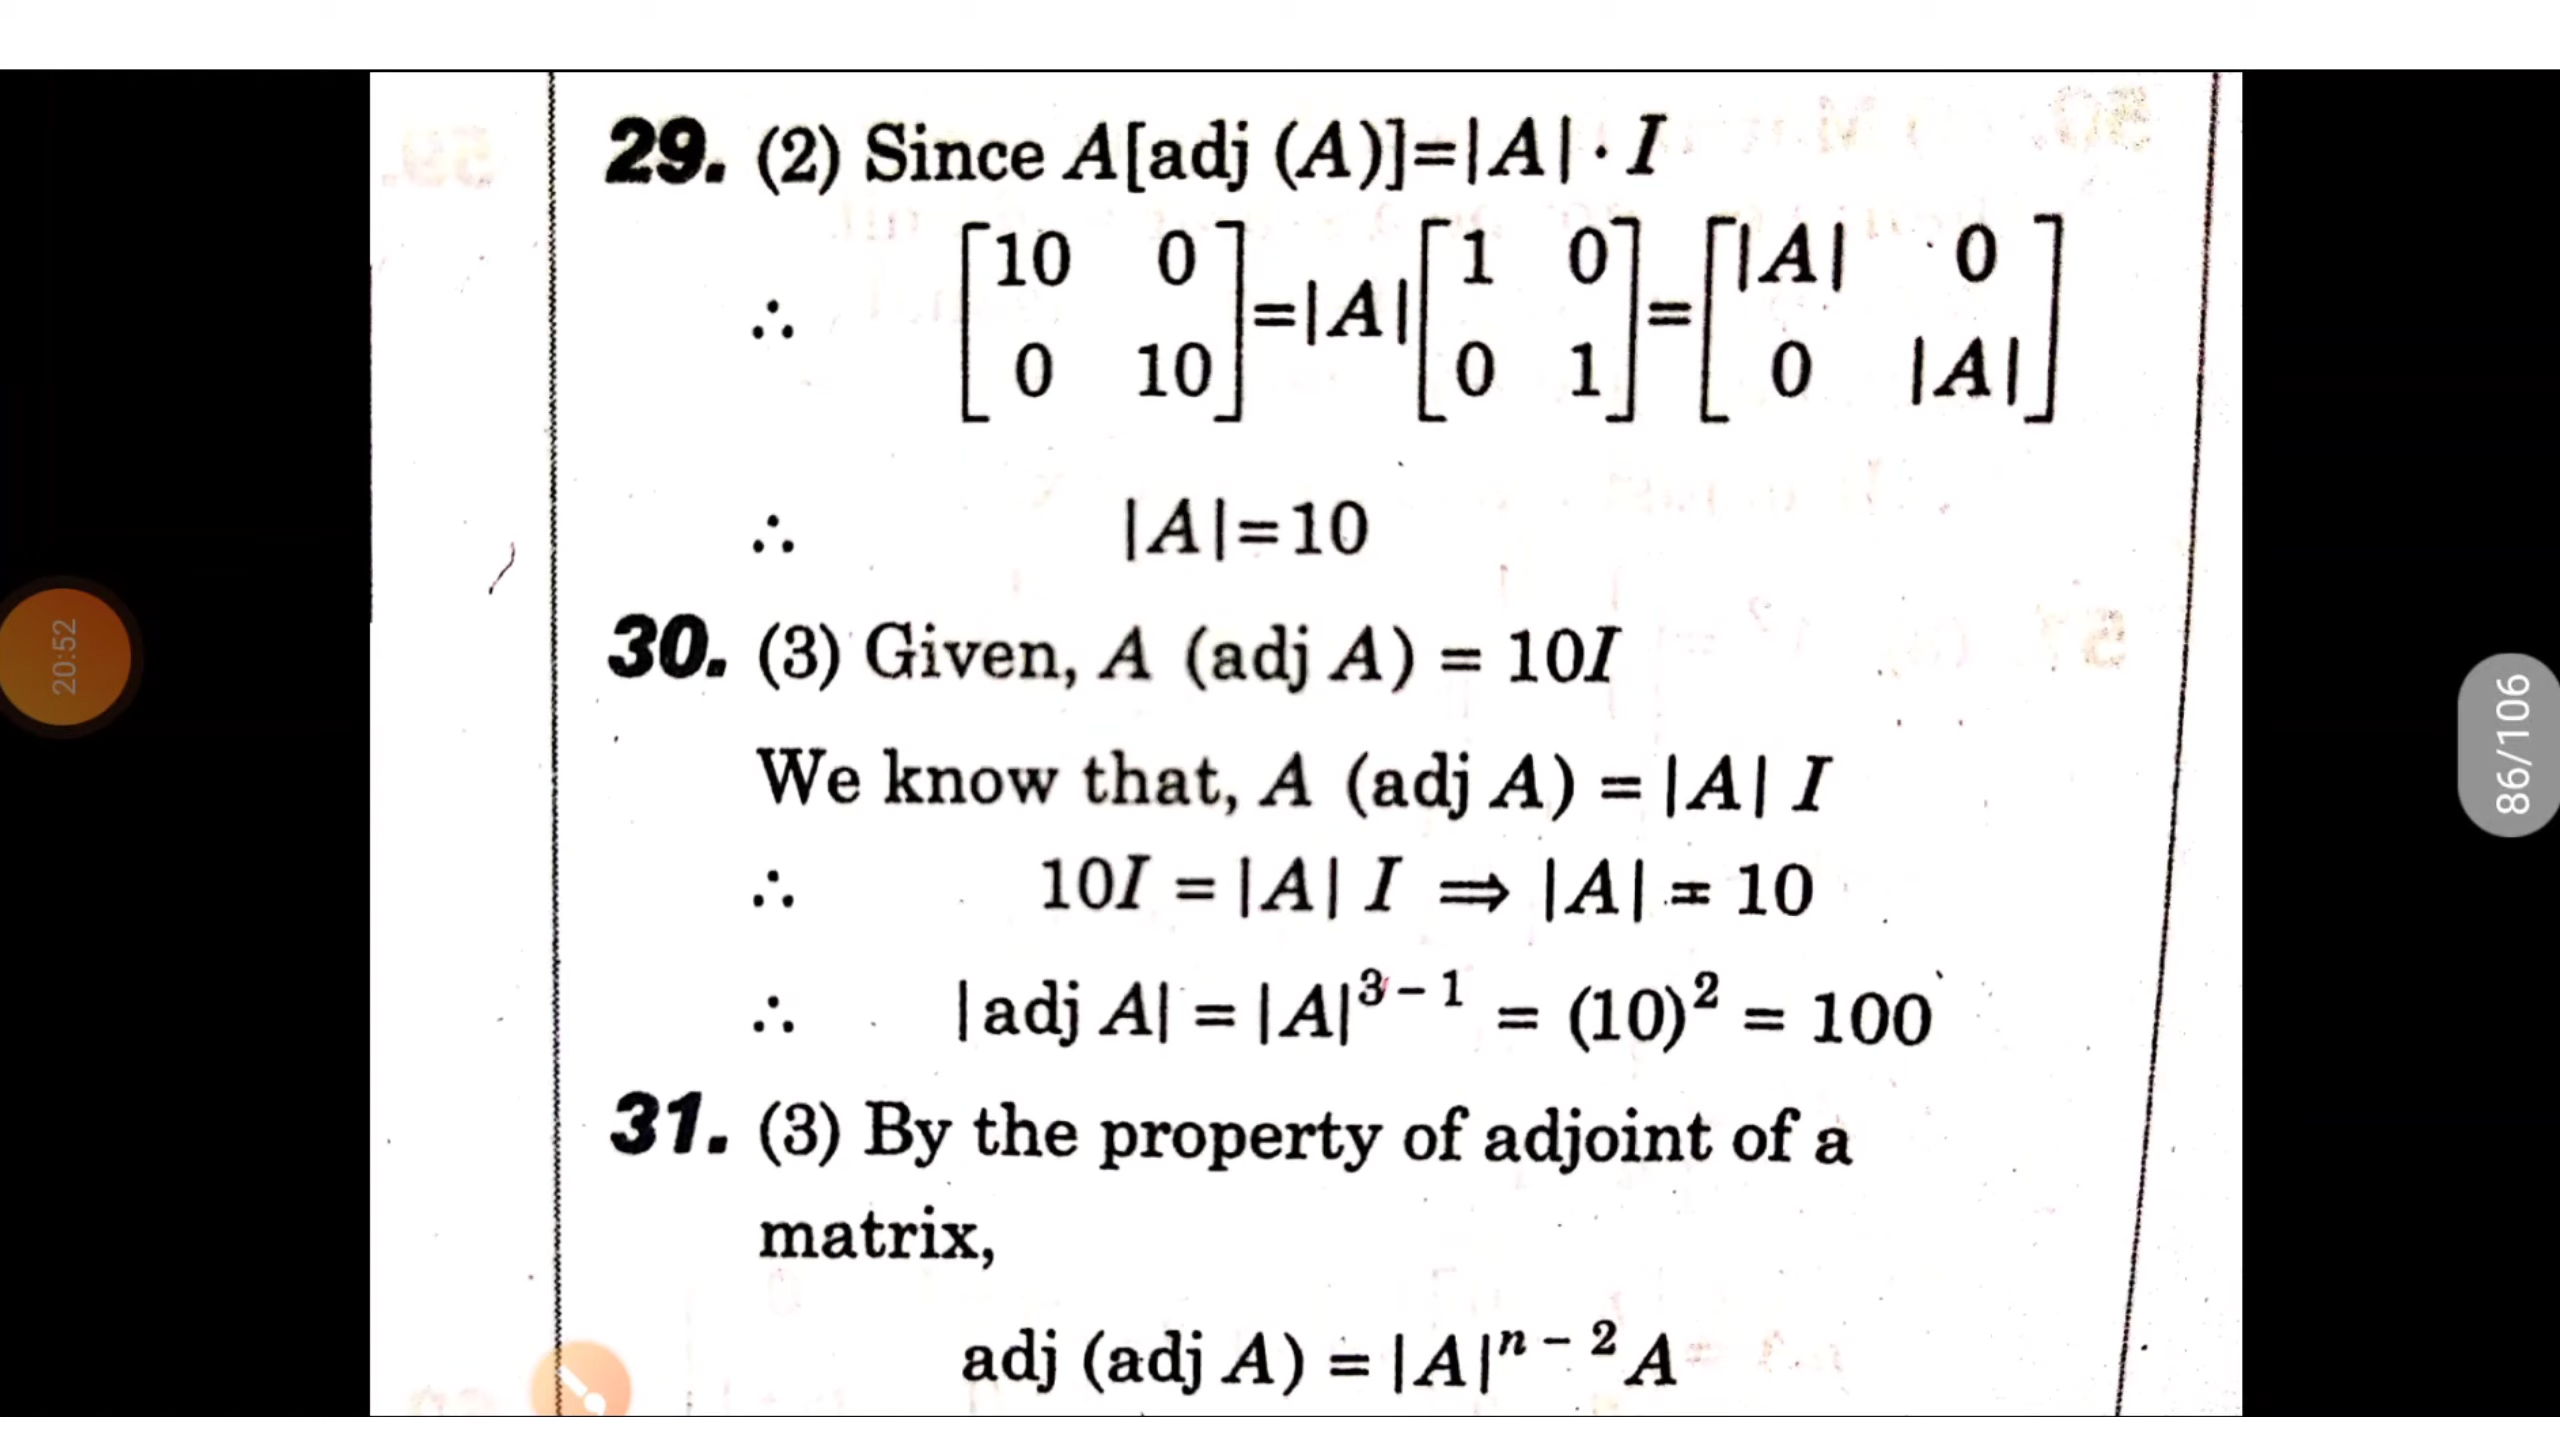 29. (2) Since A[adj (A)]=|A| · I
∴ [10 0; 0 10]=|A|[1 0; 0 1]=[|A| 0; 0 |A|]
∴ |A|=10
30. (3) Given, A (adj A) = 10I
We know that, A (adj A) = |A| I
∴ 10I = |A| I ⇒ |A| = 10
∴ |adj A| = |A|³⁻¹ = (10)² = 100
31. (3) By the property of adjoint of a
matrix,
adj (adj A) = |A|ⁿ⁻² A
20:52
86/106